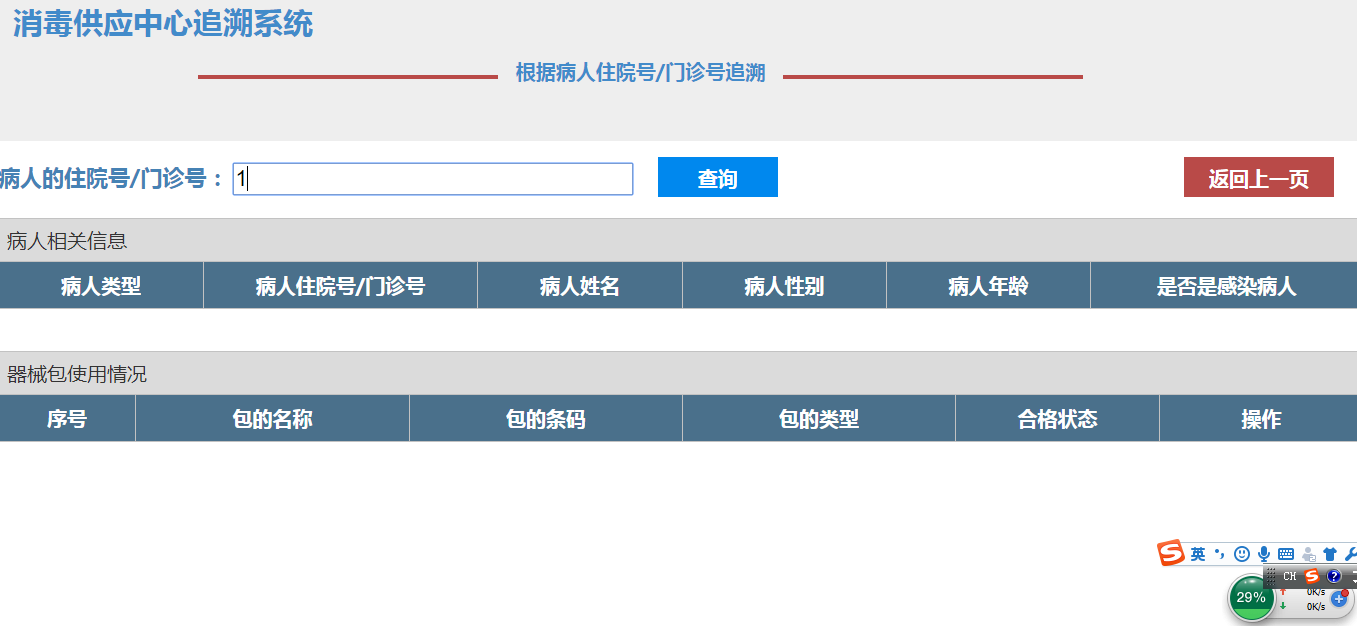 消毒供应中心追溯系统
根据病人住院号/门诊号追溯
病人的住院号/门诊号： 1 查询 返回上一页
病人相关信息
病人类型 病人住院号/门诊号 病人姓名 病人性别 病人年龄 是否是感染病人
器械包使用情况
序号 包的名称 包的条码 包的类型 合格状态 操作
S 英
CH S ?
29% 0K/s
0K/s